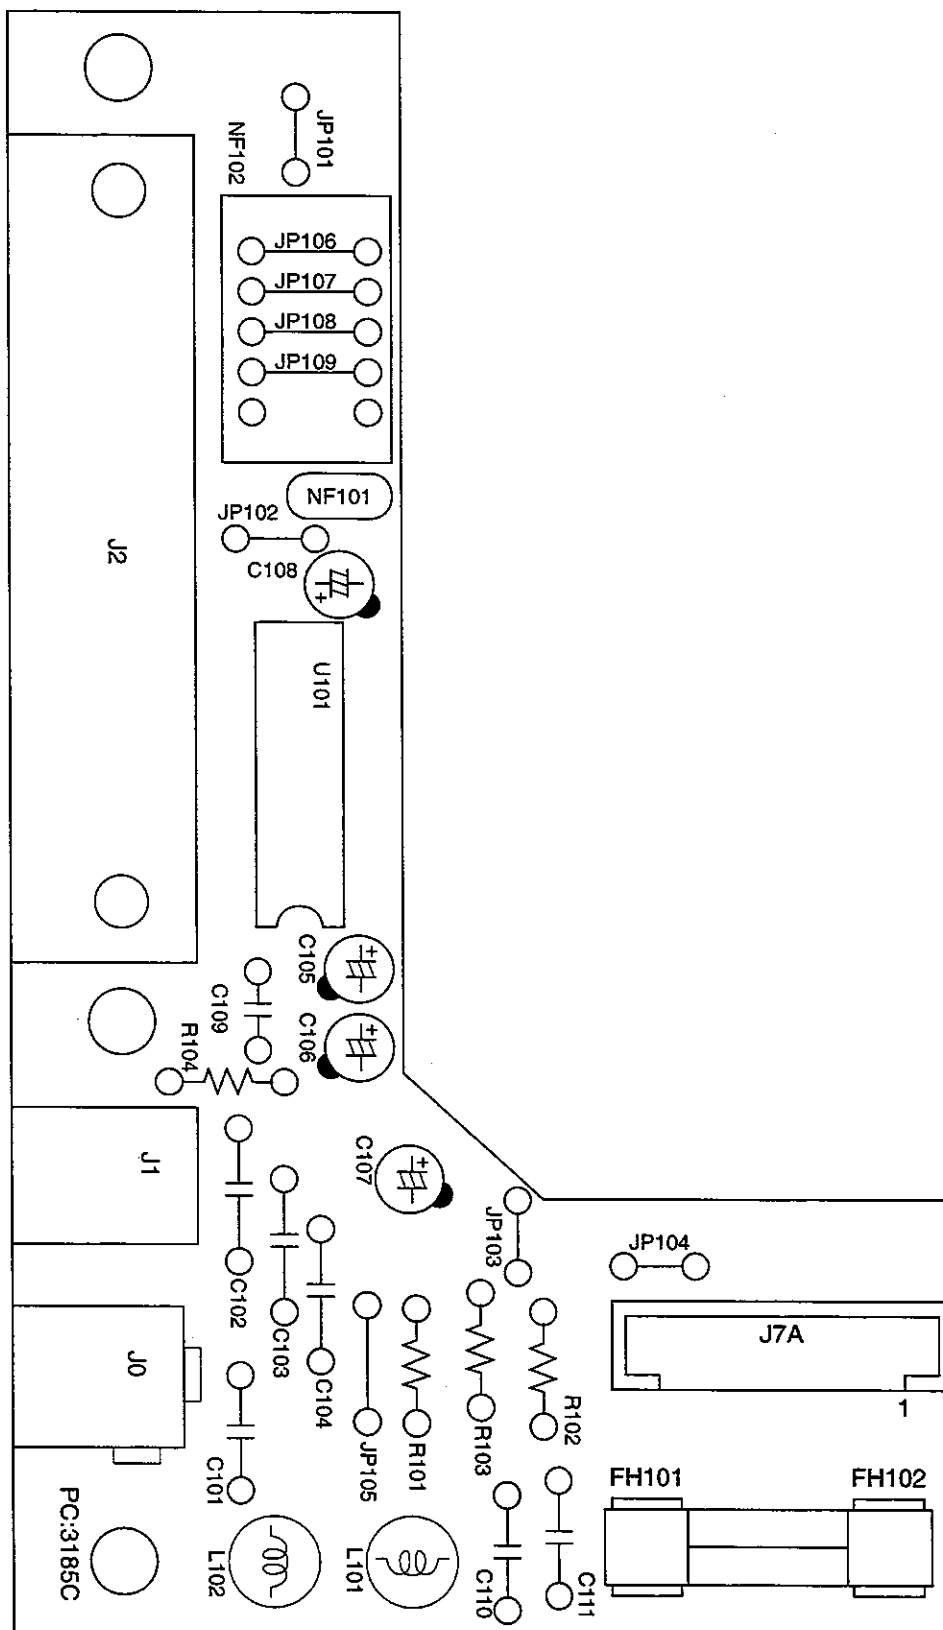 JP101
NF102
JP106
JP107
JP108
JP109
NF101
JP102
C108
+
J2
U101
C105
+
C109
C106
+
R104
J1
C107
+
C102
C103
C104
JP103
JP104
J7A
1
J0
C101
JP105
R101
R103
R102
FH101
FH102
PC:3185C
L102
L101
C110
C111